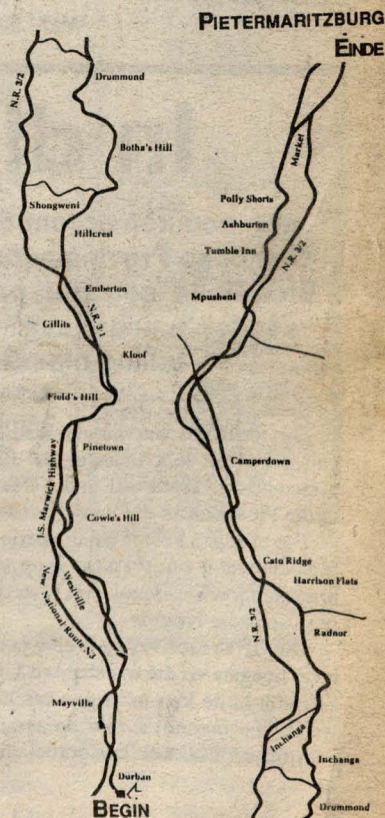 PIETERMARITZBURG
EINDE
N.R. 3/2
Drummond
Botha's Hill
Shongweni
Hillcrest
Emberton
N.R. 3/1
Gillits
Kloof
Field's Hill
Pinetown
J.S. Marwick Highway
Cowie's Hill
Westville
New
National Route N3
Mayville
Durban
BEGIN
Market
Polly Shorts
Ashburton
Tumble Inn
N.R. 3/2
Mpusheni
Camperdown
Cato Ridge
Harrison Flats
N.R. 3/2
Radnor
Inchanga
Inchanga
Drummond